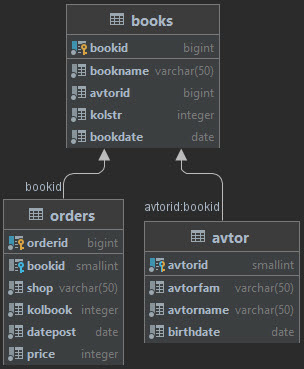 books
bookid bigint
bookname varchar(50)
avtorid bigint
kolstr integer
bookdate date
bookid
avtorid:bookid
orders
orderid bigint
bookid smallint
shop varchar(50)
kolbook integer
datepost date
price integer
avtor
avtorid smallint
avtorfam varchar(50)
avtorname varchar(50)
birthdate date